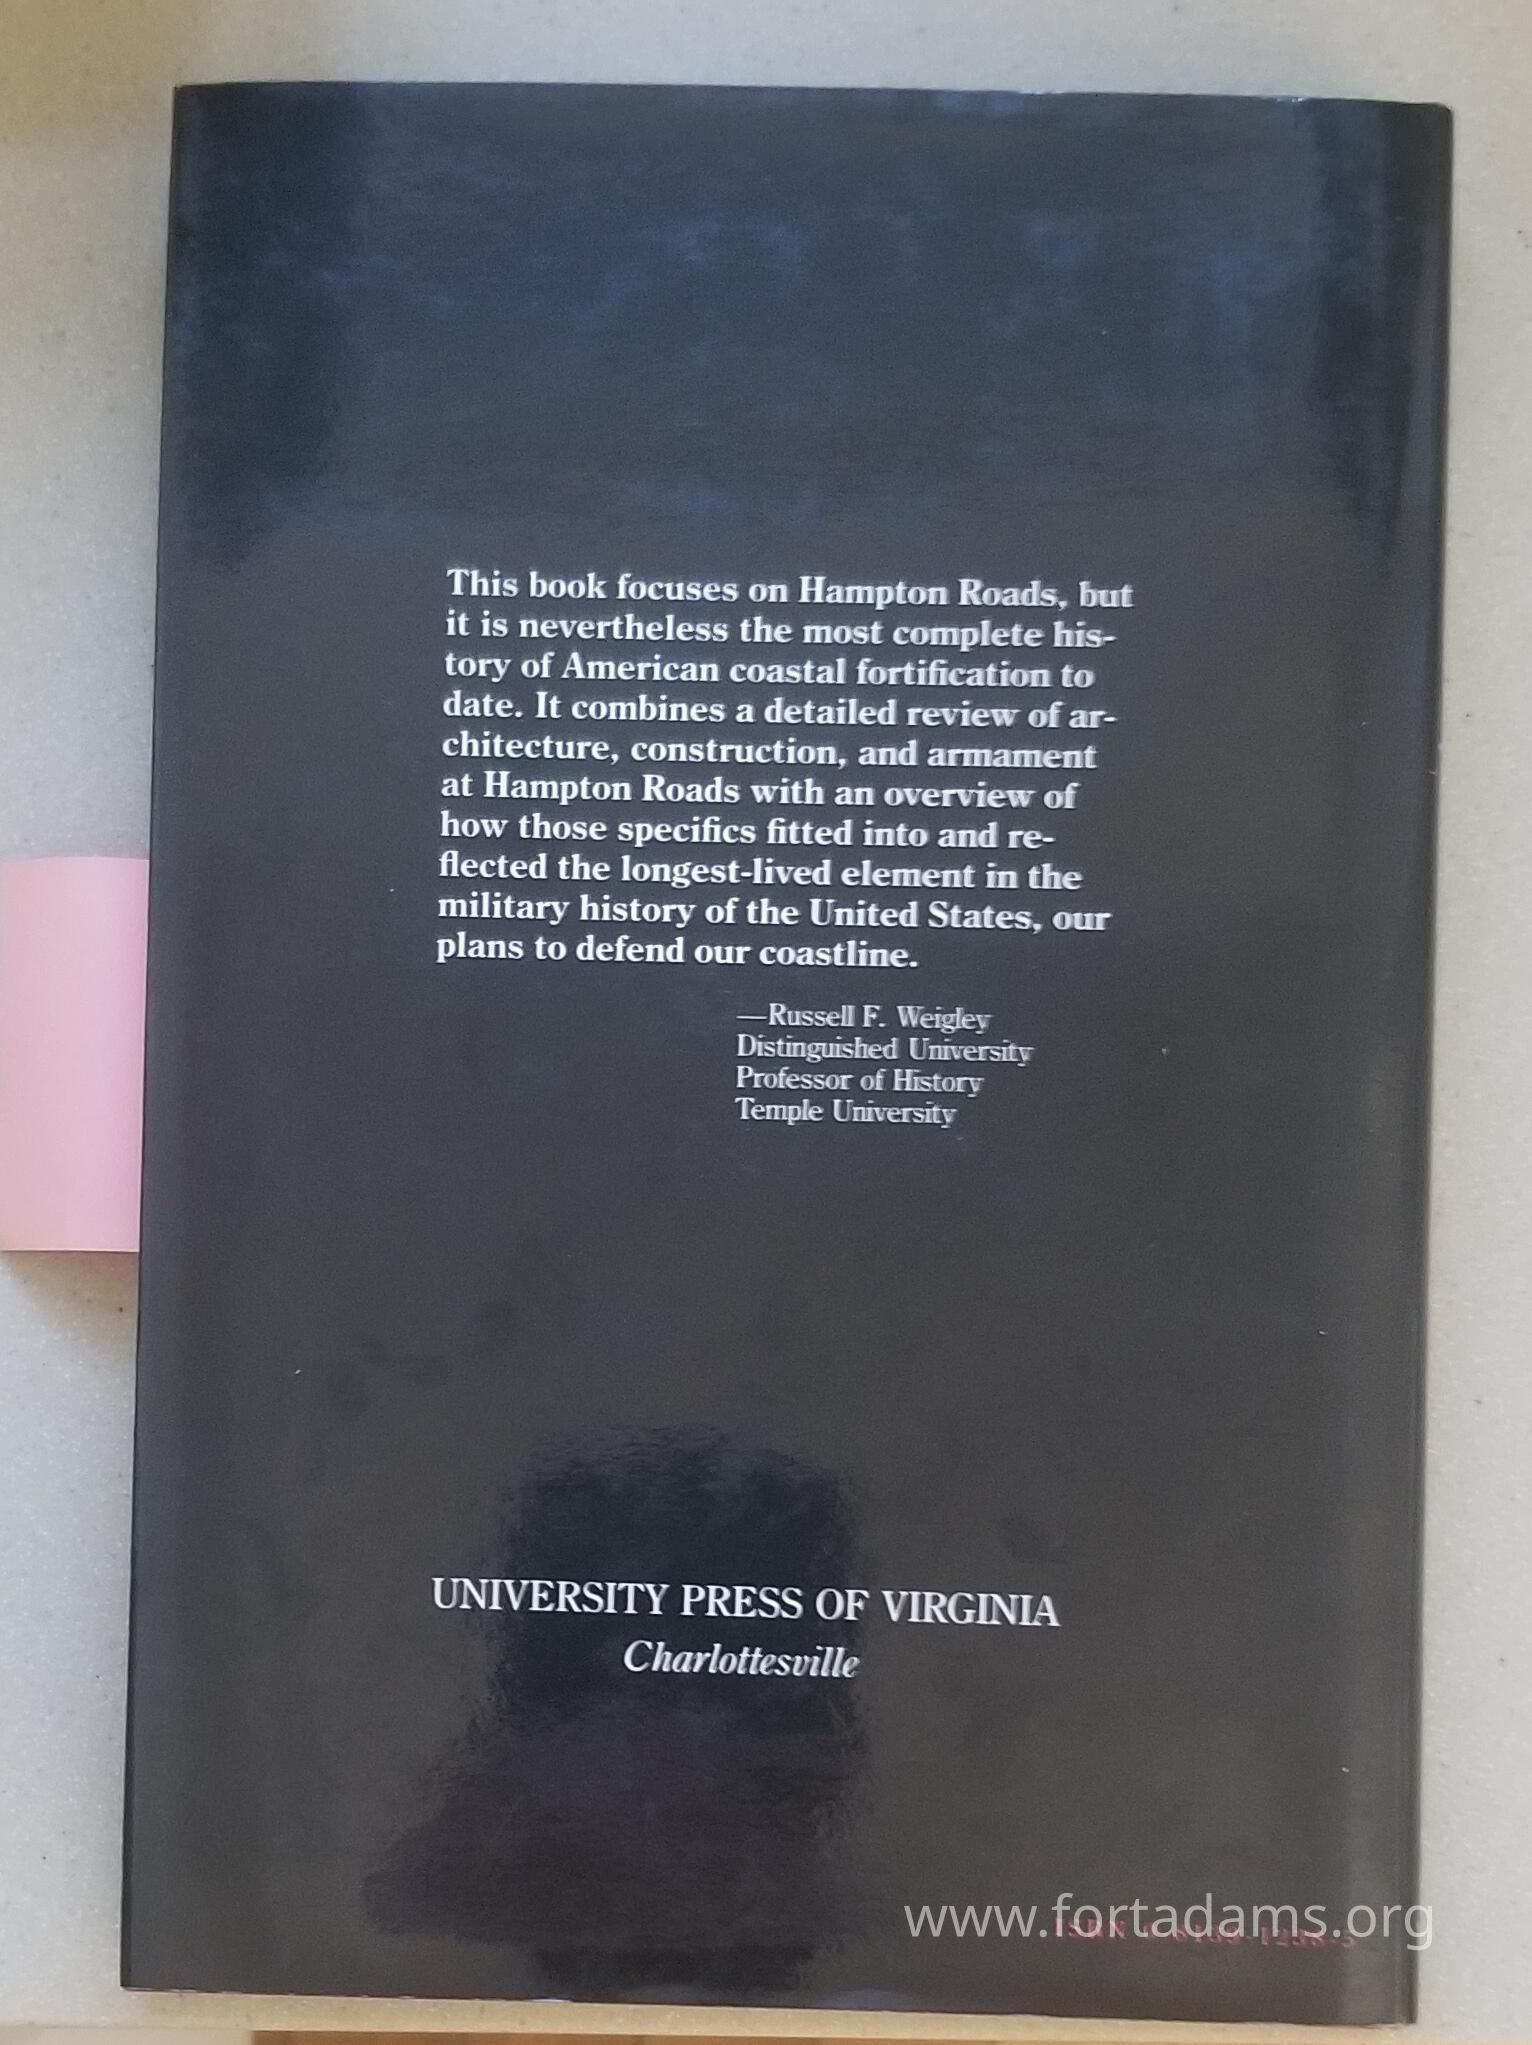 This book focuses on Hampton Roads, but
it is nevertheless the most complete his-
tory of American coastal fortification to
date. It combines a detailed review of ar-
chitecture, construction, and armament
at Hampton Roads with an overview of
how those specifics fitted into and re-
flected the longest-lived element in the
military history of the United States, our
plans to defend our coastline.
—Russell F. Weigley
Distinguished University
Professor of History
Temple University
UNIVERSITY PRESS OF VIRGINIA
Charlottesville
www.fortadams.org
ISBN